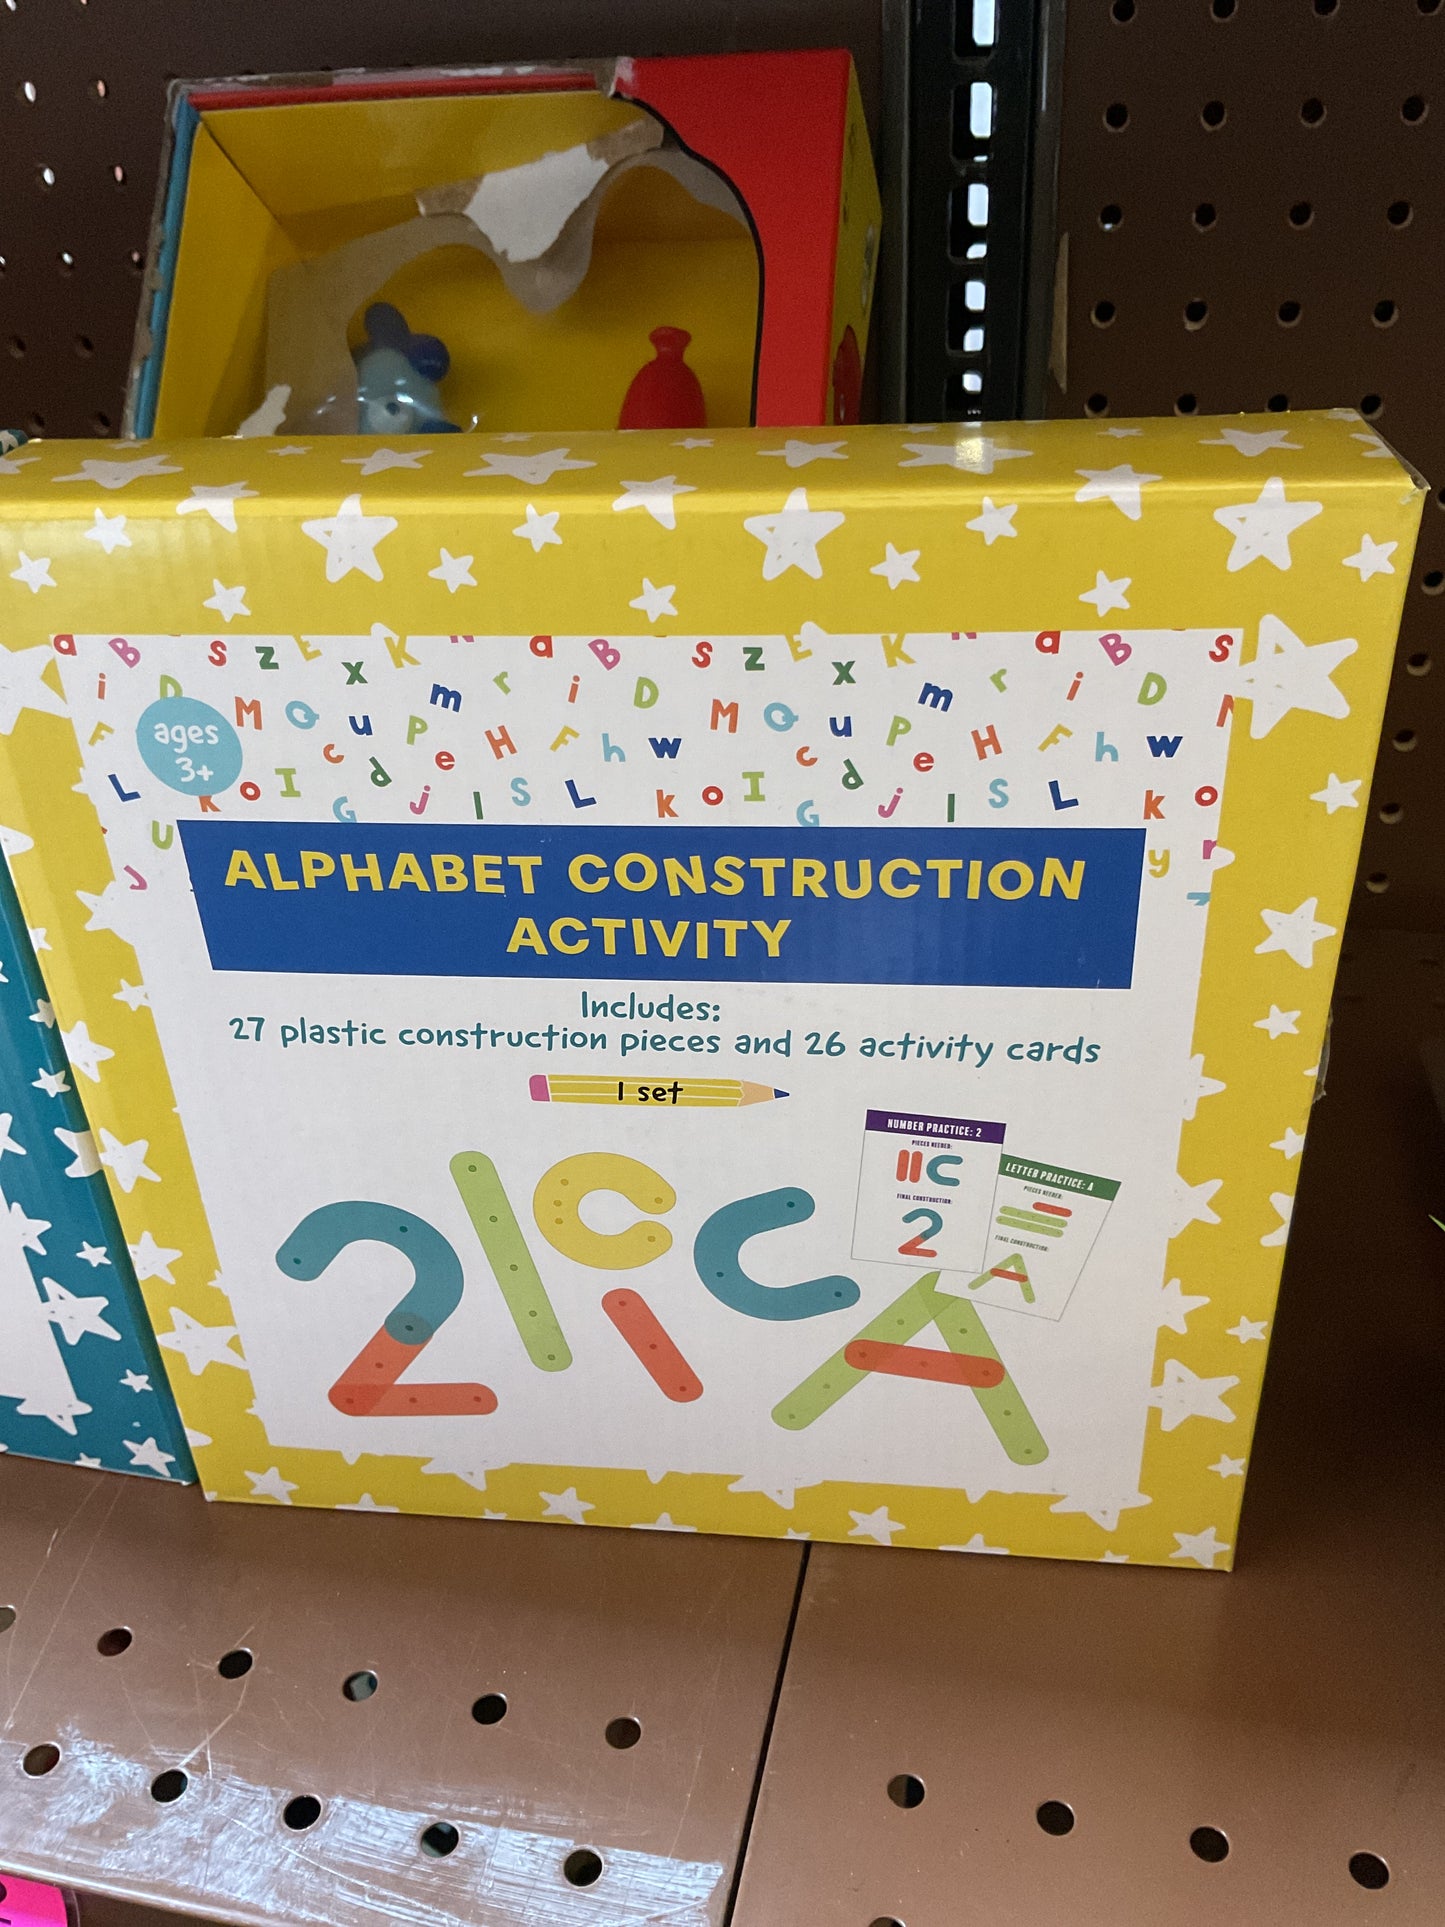 ages
3+
ALPHABET CONSTRUCTION
ACTIVITY
Includes:
27 plastic construction pieces and 26 activity cards
1 set
NUMBER PRACTICE: 2
PIECES NEEDED:
FINAL CONSTRUCTION:
2
LETTER PRACTICE: A
PIECES NEEDED:
FINAL CONSTRUCTION:
A